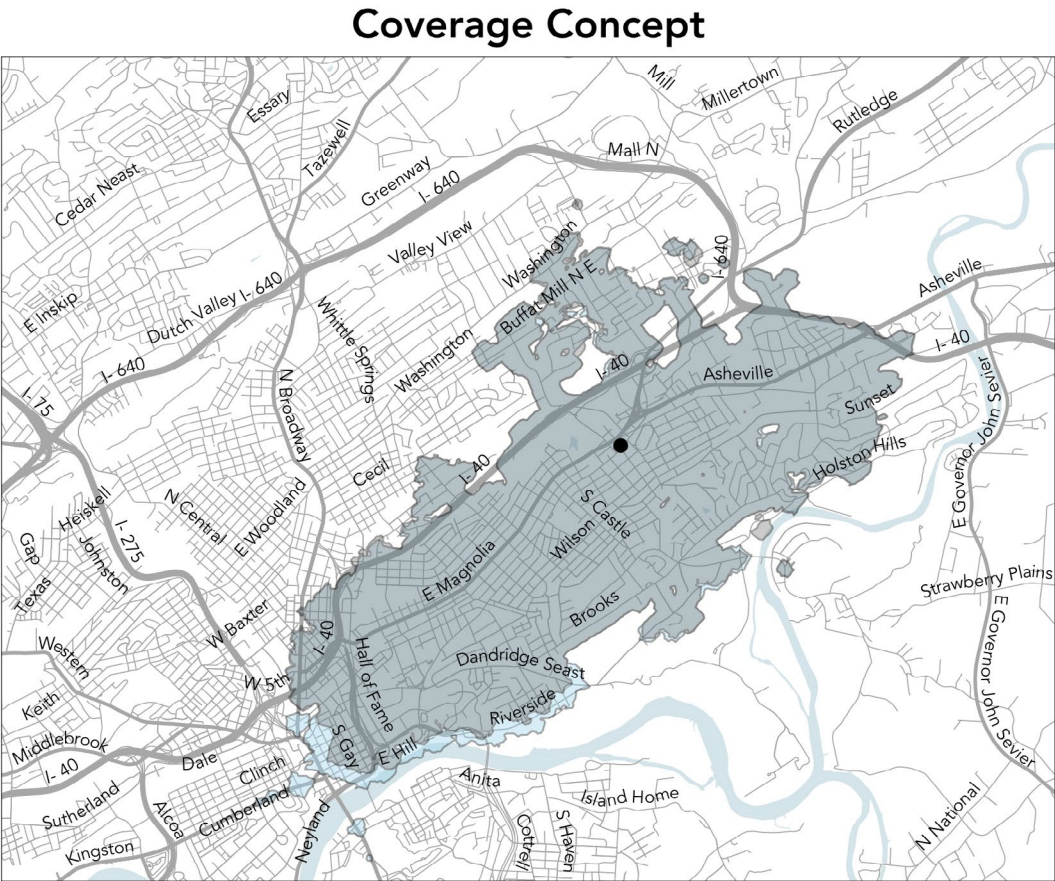 Coverage Concept
Mill
Millertown
Essary
Rutledge
Tazewell
Mall N
Greenway
I- 640
Cedar Neast
Valley View
Washington
I- 640
Buffat Mill N E
Asheville
E Inskip
Dutch Valley
I- 640
Whittle Springs
Washington
I- 40
I- 640
I- 40
Asheville
I- 75
N Broadway
Sunset
E Governor John Sevier
Cecil
I- 40
Holston Hills
Heiskell
N Central
E Woodland
S Castle
I- 275
Wilson
Gap
Johnston
E Magnolia
Texas
Strawberry Plains
Brooks
W Baxter
I- 40
Western
Hall of Fame
Dandridge Seast
E Governor John Sevier
W 5th
Keith
Riverside
Middlebrook
S Gay
E Hill
Dale
I- 40
Clinch
Anita
Island Home
Sutherland
Cumberland
Alcoa
N National
Neyland
Cottrell
S Haven
Kingston